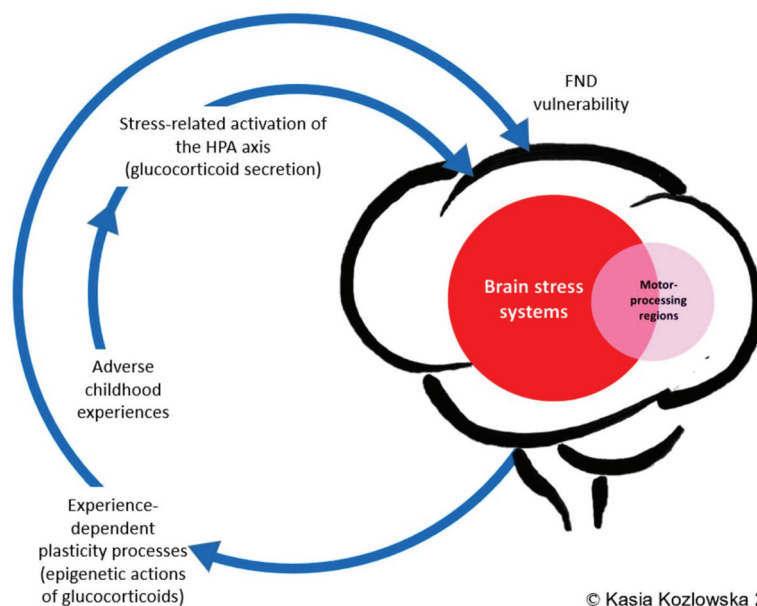 FND
vulnerability
Stress-related activation of
the HPA axis
(glucocorticoid secretion)
Brain stress
systems
Motor-
processing
regions
Adverse
childhood
experiences
Experience-
dependent
plasticity processes
(epigenetic actions
of glucocorticoids)
© Kasia Kozlowska